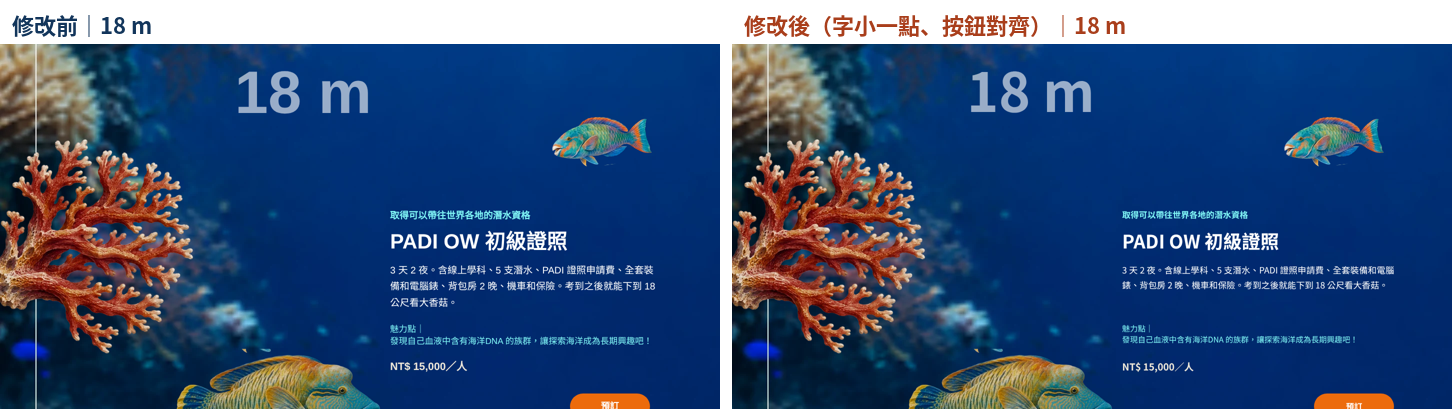 修改前｜18 m
18 m
取得可以帶往世界各地的潛水資格
PADI OW 初級證照
3 天 2 夜。含線上學科、5 支潛水、PADI 證照申請費、全套裝
備和電腦錶、背包房 2 晚、機車和保險。考到之後就能下到 18
公尺看大香菇。
魅力點｜
發現自己血液中含有海洋DNA 的族群，讓探索海洋成為長期興趣吧！
NT$ 15,000／人
預訂
修改後（字小一點、按鈕對齊）｜18 m
18 m
取得可以帶往世界各地的潛水資格
PADI OW 初級證照
3 天 2 夜。含線上學科、5 支潛水、PADI 證照申請費、全套裝備和電腦
錶、背包房 2 晚、機車和保險。考到之後就能下到 18 公尺看大香菇。
魅力點｜
發現自己血液中含有海洋DNA 的族群，讓探索海洋成為長期興趣吧！
NT$ 15,000／人
預訂